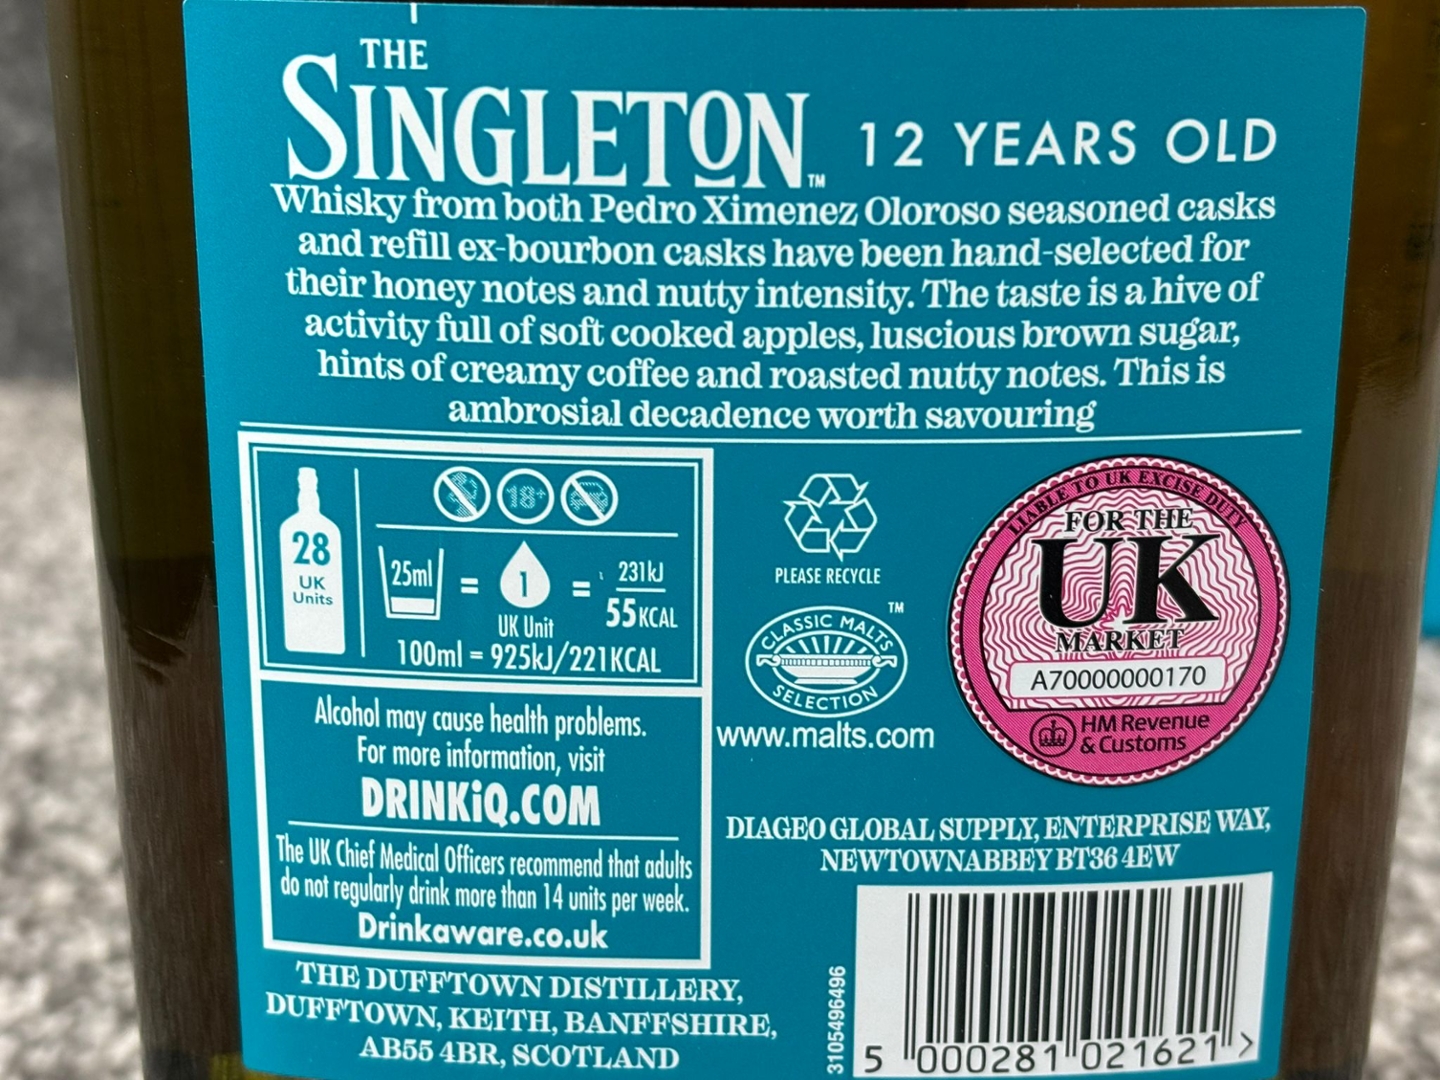 THE
SINGLETON™ 12 YEARS OLD
Whisky from both Pedro Ximenez Oloroso seasoned casks
and refill ex-bourbon casks have been hand-selected for
their honey notes and nutty intensity. The taste is a hive of
activity full of soft cooked apples, luscious brown sugar,
hints of creamy coffee and roasted nutty notes. This is
ambrosial decadence worth savouring
28
UK
Units
18+
25ml = 1 = 231kJ
55KCAL
UK Unit
100ml = 925kJ/221KCAL
Alcohol may cause health problems.
For more information, visit
DRINKiQ.COM
The UK Chief Medical Officers recommend that adults
do not regularly drink more than 14 units per week.
Drinkaware.co.uk
THE DUFFTOWN DISTILLERY,
DUFFTOWN, KEITH, BANFFSHIRE,
AB55 4BR, SCOTLAND
PLEASE RECYCLE
CLASSIC MALTS ™
SELECTION
www.malts.com
LIABLE TO UK EXCISE DUTY
FOR THE
UK
MARKET
A70000000170
HM Revenue
& Customs
DIAGEO GLOBAL SUPPLY, ENTERPRISE WAY,
NEWTOWNABBEY BT36 4EW
3105496496
5 000281 021621 >